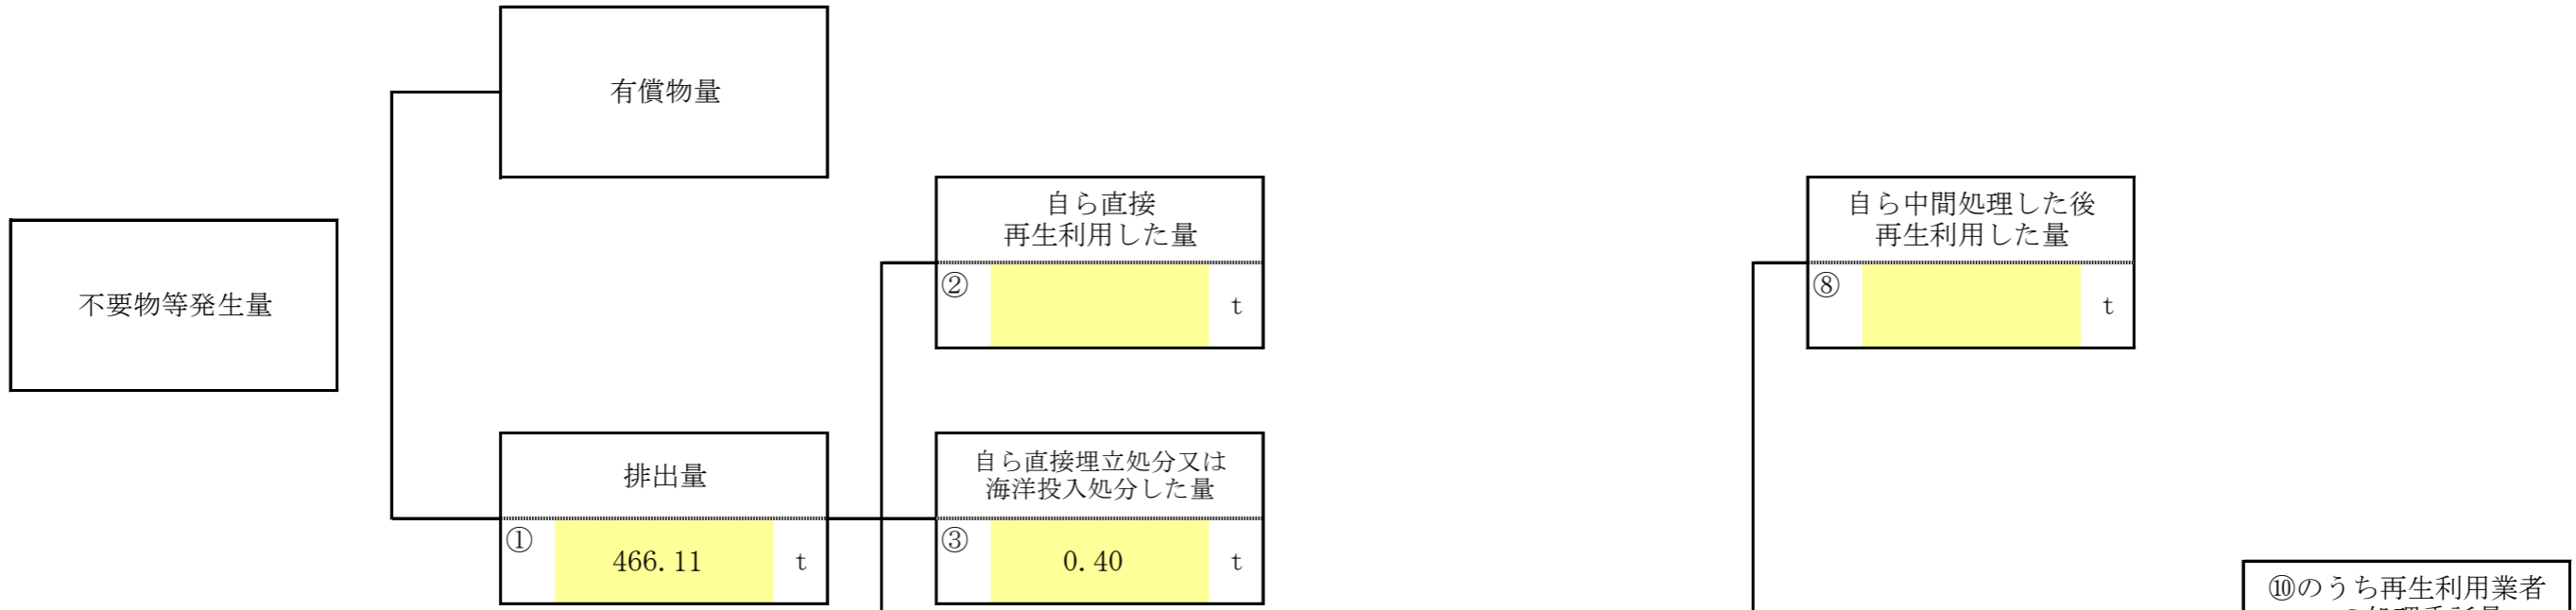 有償物量
不要物等発生量
自ら直接
再生利用した量
②
t
自ら中間処理した後
再生利用した量
⑧
t
排出量
①
466.11
t
自ら直接埋立処分又は
海洋投入処分した量
③
0.40
t
⑩のうち再生利用業者